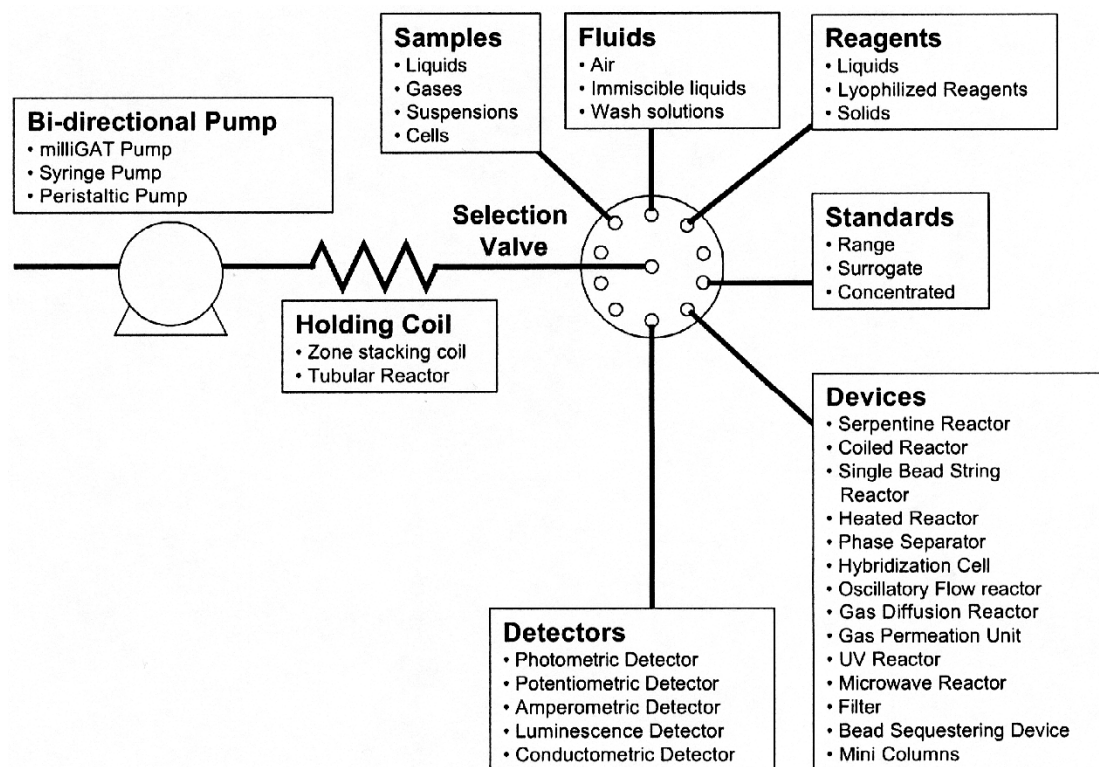 Samples
• Liquids
• Gases
• Suspensions
• Cells
Fluids
• Air
• Immiscible liquids
• Wash solutions
Reagents
• Liquids
• Lyophilized Reagents
• Solids
Bi-directional Pump
• milliGAT Pump
• Syringe Pump
• Peristaltic Pump
Selection
Valve
Standards
• Range
• Surrogate
• Concentrated
Holding Coil
• Zone stacking coil
• Tubular Reactor
Devices
• Serpentine Reactor
• Coiled Reactor
• Single Bead String
Reactor
• Heated Reactor
• Phase Separator
• Hybridization Cell
• Oscillatory Flow reactor
• Gas Diffusion Reactor
• Gas Permeation Unit
• UV Reactor
• Microwave Reactor
• Filter
• Bead Sequestering Device
• Mini Columns
Detectors
• Photometric Detector
• Potentiometric Detector
• Amperometric Detector
• Luminescence Detector
• Conductometric Detector